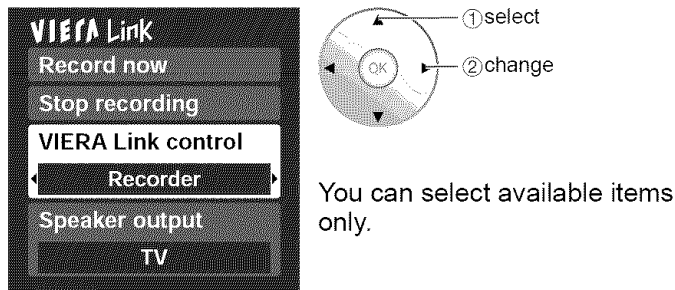 VIERA Link
Record now
Stop recording
VIERA Link control
Recorder
Speaker output
TV
①select
OK
②change
You can select available items
only.